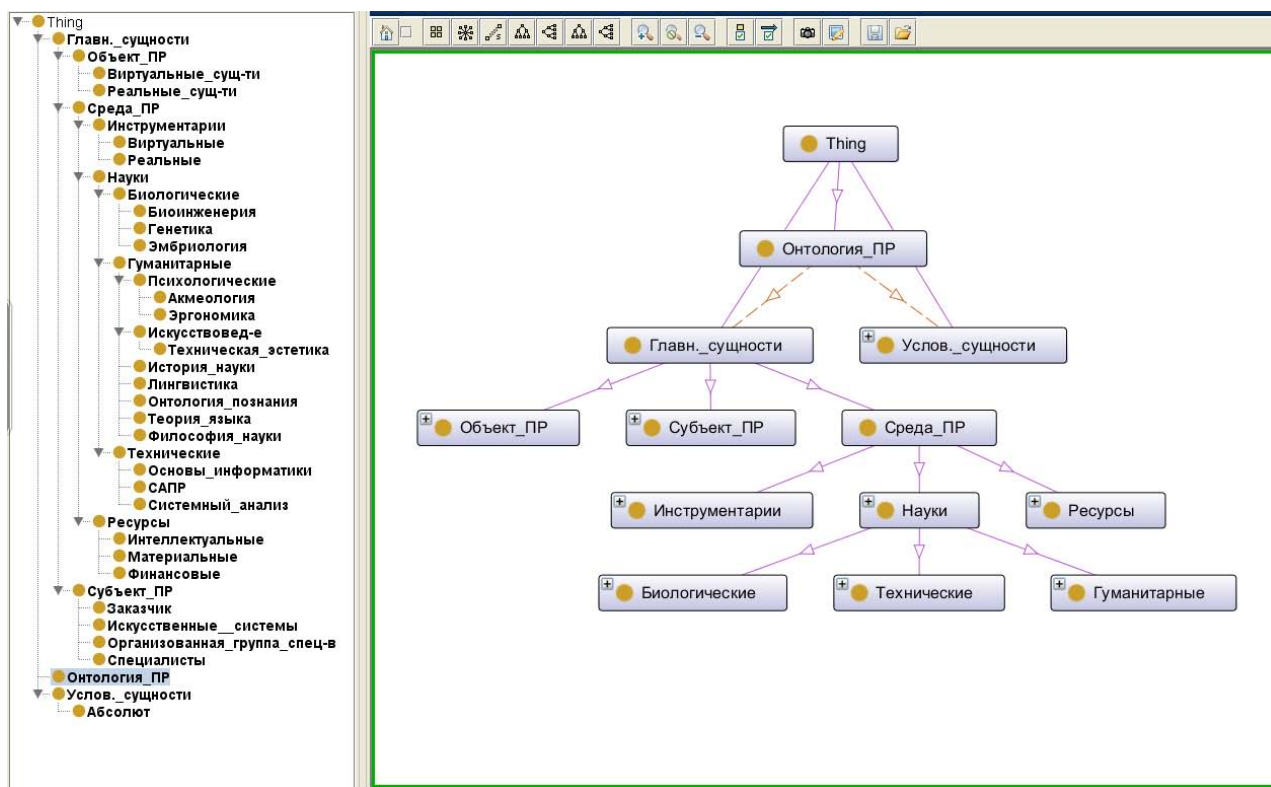 Thing
Главн._сущности
Объект_ПР
Виртуальные_сущ-ти
Реальные_сущ-ти
Среда_ПР
Инструментарии
Виртуальные
Реальные
Науки
Биологические
Биоинженерия
Генетика
Эмбриология
Гуманитарные
Психологические
Акмеология
Эргономика
Искусствовед-е
Техническая_эстетика
История_науки
Лингвистика
Онтология_познания
Теория_языка
Философия_науки
Технические
Основы_информатики
САПР
Системный_анализ
Ресурсы
Интеллектуальные
Материальные
Финансовые
Субъект_ПР
Заказчик
Искусственные__системы
Организованная_группа_спец-в
Специалисты
Онтология_ПР
Услов._сущности
Абсолют
Thing
Онтология_ПР
Главн._сущности Услов._сущности
Объект_ПР Субъект_ПР Среда_ПР
Инструментарии Науки Ресурсы
Биологические Технические Гуманитарные